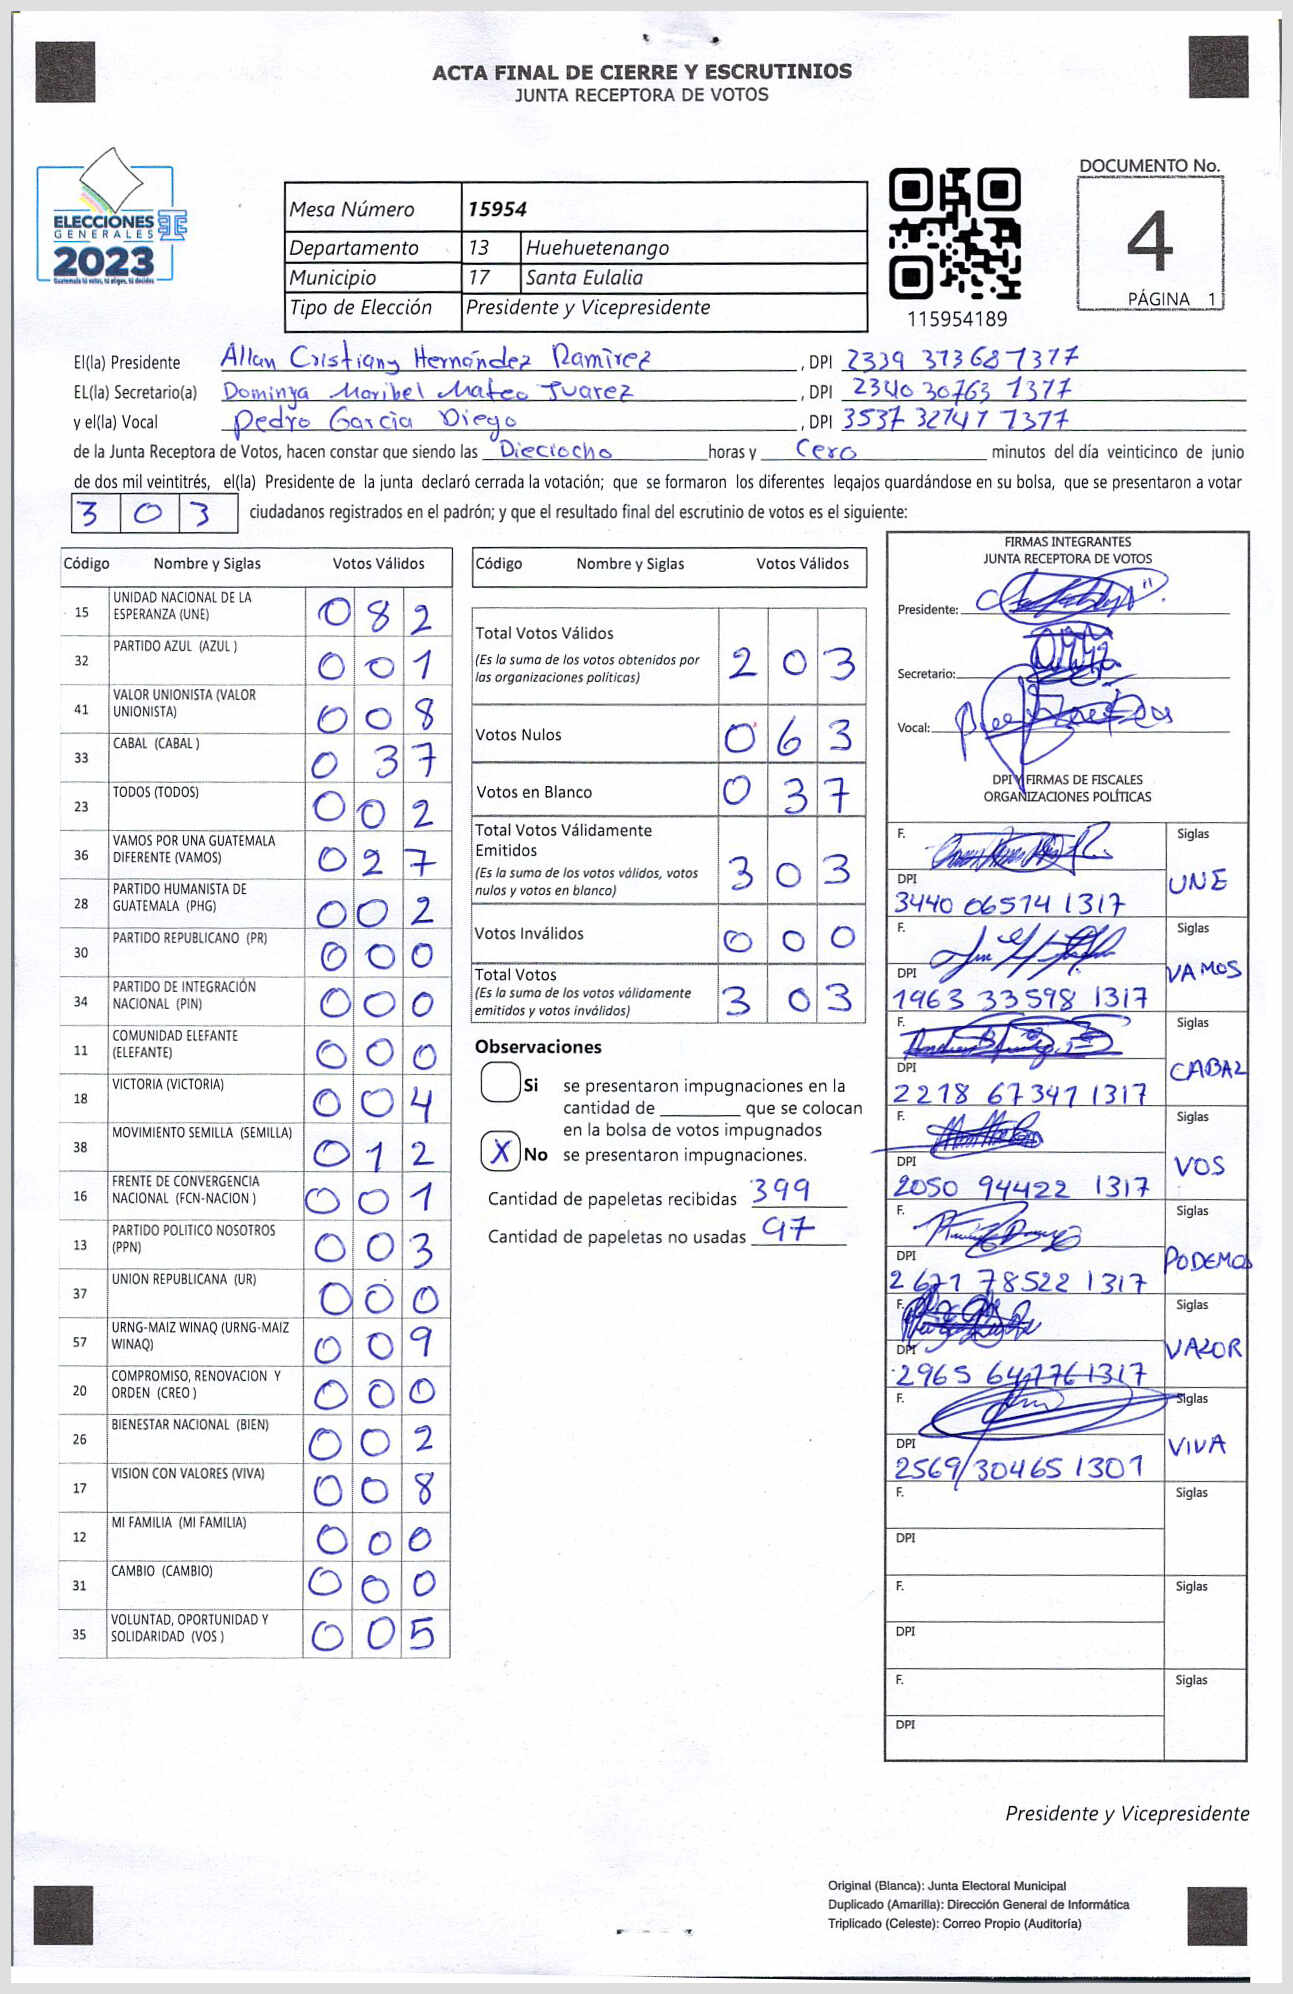 ACTA FINAL DE CIERRE Y ESCRUTINIOS
JUNTA RECEPTORA DE VOTOS
ELECCIONES
GENERALES
2023
Guatemala tú votas, tú eliges, tú decides
Mesa Número 15954
Departamento 13 Huehuetenango
Municipio 17 Santa Eulalia
Tipo de Elección Presidente y Vicepresidente
115954189
DOCUMENTO No.
4
PÁGINA 1
El(la) Presidente Allan Cristiany Hernández Ramirez, DPI 2339 37368 1377
EL(la) Secretario(a) Dominga Maribel Mateo Juarez, DPI 2340 30763 1377
y el(la) Vocal Pedro Garcia Diego, DPI 3537 32747 1377
de la Junta Receptora de Votos, hacen constar que siendo las Dieciocho horas y Cero minutos del día veinticinco de junio
de dos mil veintitrés, el(la) Presidente de la junta declaró cerrada la votación; que se formaron los diferentes legajos quardándose en su bolsa, que se presentaron a votar
3 0 3 ciudadanos registrados en el padrón; y que el resultado final del escrutinio de votos es el siguiente:
Código Nombre y Siglas Votos Válidos
15 UNIDAD NACIONAL DE LA ESPERANZA (UNE) 0 8 2
32 PARTIDO AZUL (AZUL ) 0 0 1
41 VALOR UNIONISTA (VALOR UNIONISTA) 0 0 8
33 CABAL (CABAL ) 0 3 7
23 TODOS (TODOS) 0 0 2
36 VAMOS POR UNA GUATEMALA DIFERENTE (VAMOS) 0 2 7
28 PARTIDO HUMANISTA DE GUATEMALA (PHG) 0 0 2
30 PARTIDO REPUBLICANO (PR) 0 0 0
34 PARTIDO DE INTEGRACIÓN NACIONAL (PIN) 0 0 0
11 COMUNIDAD ELEFANTE (ELEFANTE) 0 0 0
18 VICTORIA (VICTORIA) 0 0 4
38 MOVIMIENTO SEMILLA (SEMILLA) 0 1 2
16 FRENTE DE CONVERGENCIA NACIONAL (FCN-NACION ) 0 0 1
13 PARTIDO POLITICO NOSOTROS (PPN) 0 0 3
37 UNION REPUBLICANA (UR) 0 0 0
57 URNG-MAIZ WINAQ (URNG-MAIZ WINAQ) 0 0 9
20 COMPROMISO, RENOVACION Y ORDEN (CREO ) 0 0 0
26 BIENESTAR NACIONAL (BIEN) 0 0 2
17 VISION CON VALORES (VIVA) 0 0 8
12 MI FAMILIA (MI FAMILIA) 0 0 0
31 CAMBIO (CAMBIO) 0 0 0
35 VOLUNTAD, OPORTUNIDAD Y SOLIDARIDAD (VOS ) 0 0 5
Código Nombre y Siglas Votos Válidos
Total Votos Válidos 2 0 3
(Es la suma de los votos obtenidos por
las organizaciones políticas)
Votos Nulos 0 6 3
Votos en Blanco 0 3 7
Total Votos Válidamente
Emitidos 3 0 3
(Es la suma de los votos válidos, votos
nulos y votos en blanco)
Votos Inválidos 0 0 0
Total Votos 3 0 3
(Es la suma de los votos válidamente
emitidos y votos inválidos)
Observaciones
Si se presentaron impugnaciones en la
cantidad de ________ que se colocan
en la bolsa de votos impugnados
X No se presentaron impugnaciones.
Cantidad de papeletas recibidas 399
Cantidad de papeletas no usadas 97
FIRMAS INTEGRANTES
JUNTA RECEPTORA DE VOTOS
Presidente:
Secretario:
Vocal:
DPI Y FIRMAS DE FISCALES
ORGANIZACIONES POLÍTICAS
F. Siglas
DPI UNE
3440 06514 1317
F. Siglas
DPI VAMOS
1963 33598 1317
F. Siglas
DPI CABAL
2218 67341 1317
F. Siglas
DPI VOS
2050 94422 1317
F. Siglas
DPI PODEMOS
2671 78522 1317
F. Siglas
DPI VALOR
2965 64776 1317
F. Siglas
DPI VIVA
2569 30465 1301
F. Siglas
DPI
F. Siglas
DPI
F. Siglas
DPI
Presidente y Vicepresidente
Original (Blanca): Junta Electoral Municipal
Duplicado (Amarilla): Dirección General de Informática
Triplicado (Celeste): Correo Propio (Auditoría)